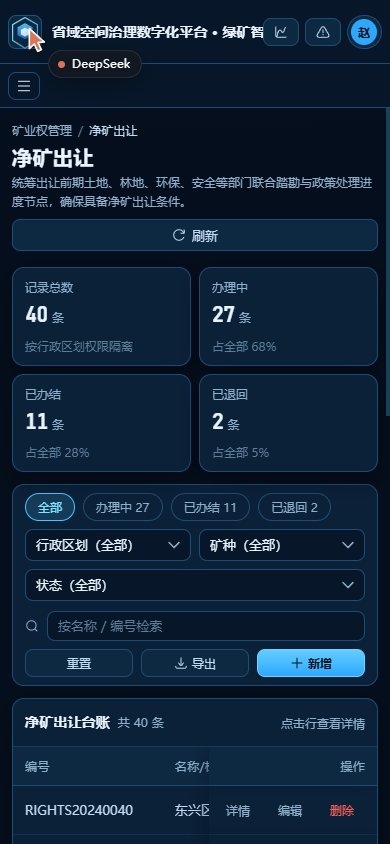 省域空间治理数字化平台 • 绿矿智
赵
DeepSeek
矿业权管理 / 净矿出让
净矿出让
统筹出让前期土地、林地、环保、安全等部门联合踏勘与政策处理进
度节点，确保具备净矿出让条件。
刷新
记录总数
40 条
按行政区划权限隔离
办理中
27 条
占全部 68%
已办结
11 条
占全部 28%
已退回
2 条
占全部 5%
全部 办理中 27 已办结 11 已退回 2
行政区划（全部） 矿种（全部）
状态（全部）
按名称 / 编号检索
重置 导出 新增
净矿出让台账 共 40 条 点击行查看详情
编号 名称/ 操作
RIGHTS20240040 东兴区 详情 编辑 删除